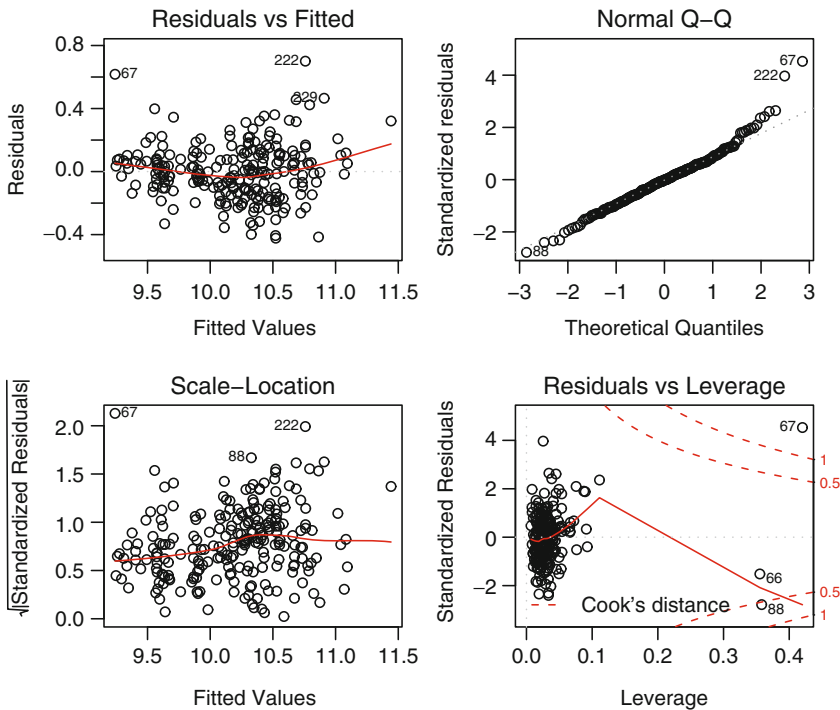 Residuals vs Fitted
Residuals
0.8
0.4
0.0
−0.4
67
222
229
9.5 10.0 10.5 11.0 11.5
Fitted Values
Normal Q−Q
Standardized residuals
4
2
0
−2
67
222
88
−3 −2 −1 0 1 2 3
Theoretical Quantiles
Scale−Location
√|Standardized Residuals|
2.0
1.5
1.0
0.5
0.0
67
222
88
9.5 10.0 10.5 11.0 11.5
Fitted Values
Residuals vs Leverage
Standardized Residuals
4
2
0
−2
67
1
0.5
66
0.5
88
1
Cook's distance
0.0 0.1 0.2 0.3 0.4
Leverage